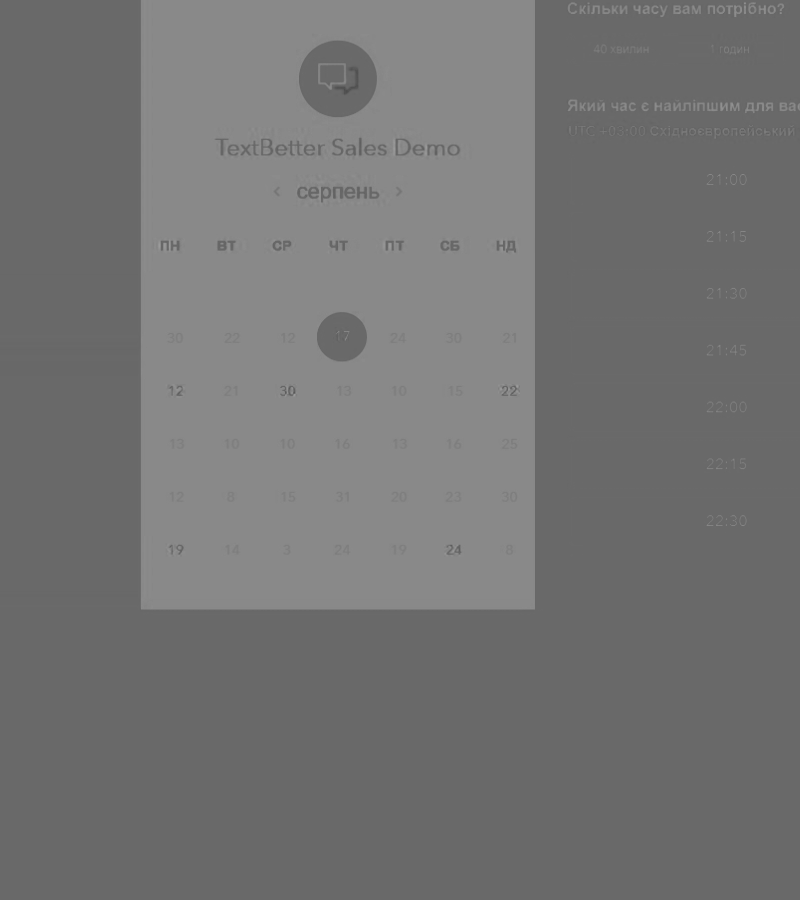 TextBetter Sales Demo
< серпень >
ПН ВТ СР ЧТ ПТ СБ НД
30 22 12 17 24 30 21
12 21 30 13 10 15 22
13 10 10 16 13 16 25
12 8 15 31 20 23 30
19 14 3 24 19 24 8
Скільки часу вам потрібно?
40 хвилин 1 годин
Який час є найліпшим для вас
UTC +03:00 Східноєвропейський
21:00
21:15
21:30
21:45
22:00
22:15
22:30